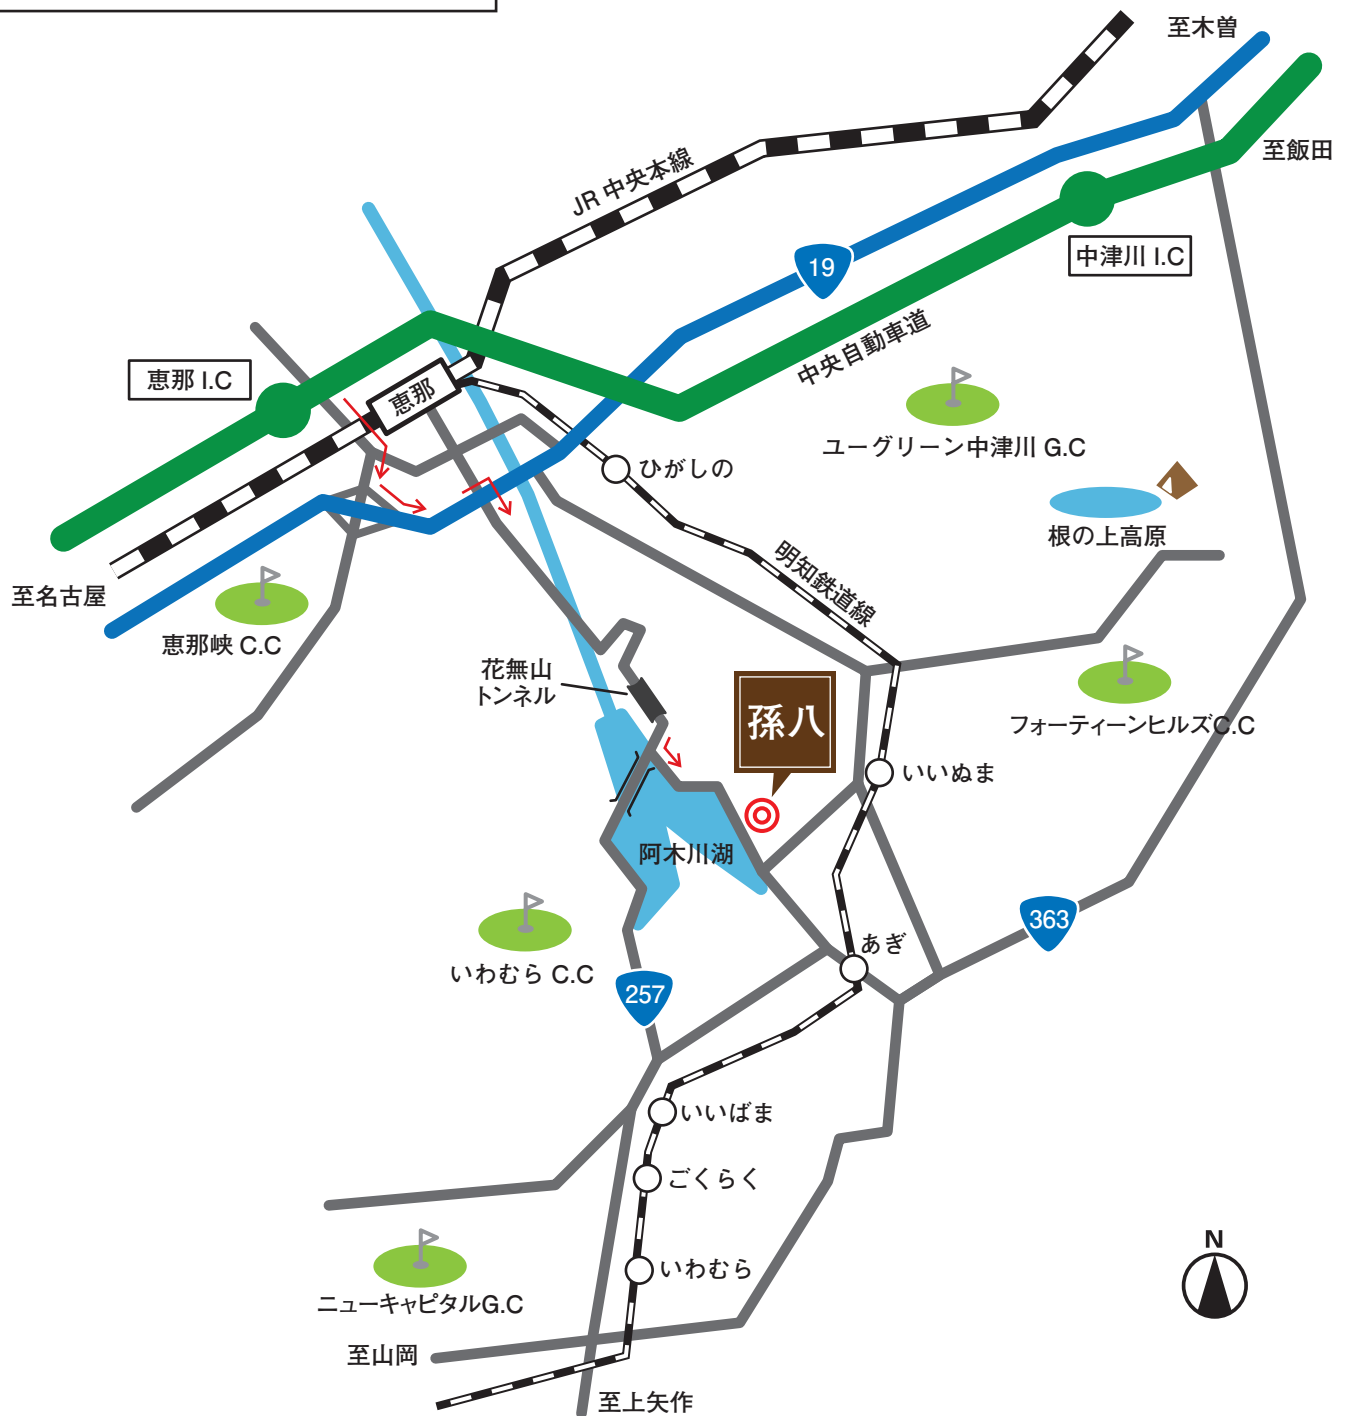 至木曽
至飯田
JR 中央本線
19
中津川 I.C
中央自動車道
恵那 I.C
恵那
ユーグリーン中津川 G.C
ひがしの
根の上高原
明知鉄道線
至名古屋
恵那峡 C.C
花無山
トンネル
孫八
フォーティーンヒルズC.C
いいぬま
阿木川湖
363
あぎ
いわむら C.C
257
いいばま
ごくらく
N
いわむら
ニューキャピタルG.C
至山岡
至上矢作